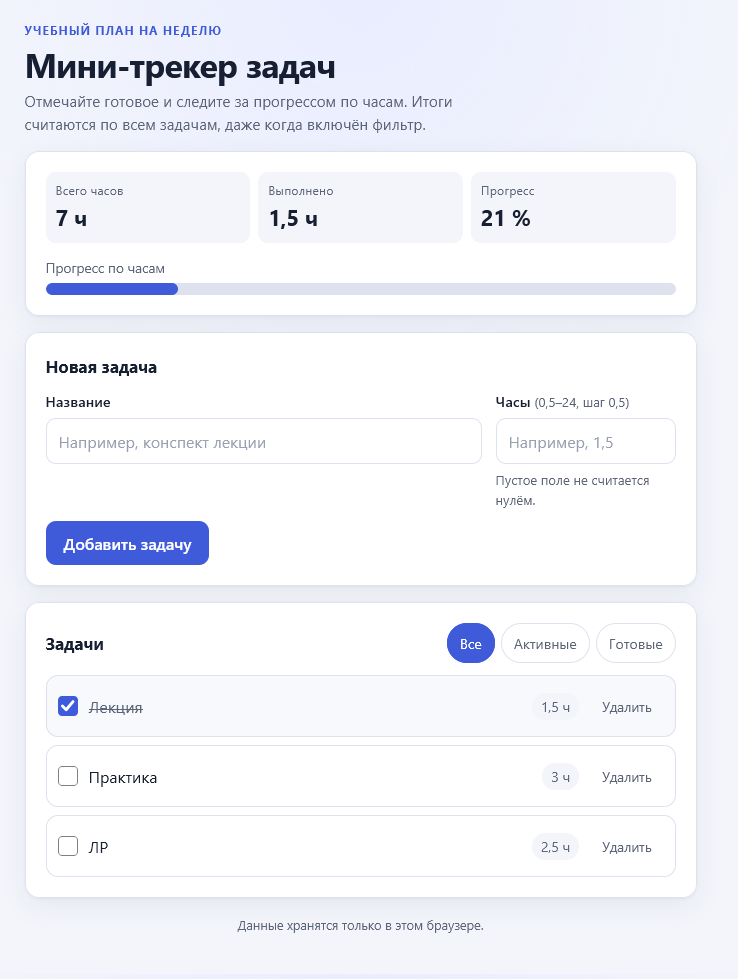 УЧЕБНЫЙ ПЛАН НА НЕДЕЛЮ
Мини-трекер задач
Отмечайте готовое и следите за прогрессом по часам. Итоги
считаются по всем задачам, даже когда включён фильтр.
Всего часов
7 ч
Выполнено
1,5 ч
Прогресс
21 %
Прогресс по часам
Новая задача
Название
Например, конспект лекции
Часы (0,5–24, шаг 0,5)
Например, 1,5
Пустое поле не считается
нулём.
Добавить задачу
Задачи
Все
Активные
Готовые
Лекция
1,5 ч
Удалить
Практика
3 ч
Удалить
ЛР
2,5 ч
Удалить
Данные хранятся только в этом браузере.